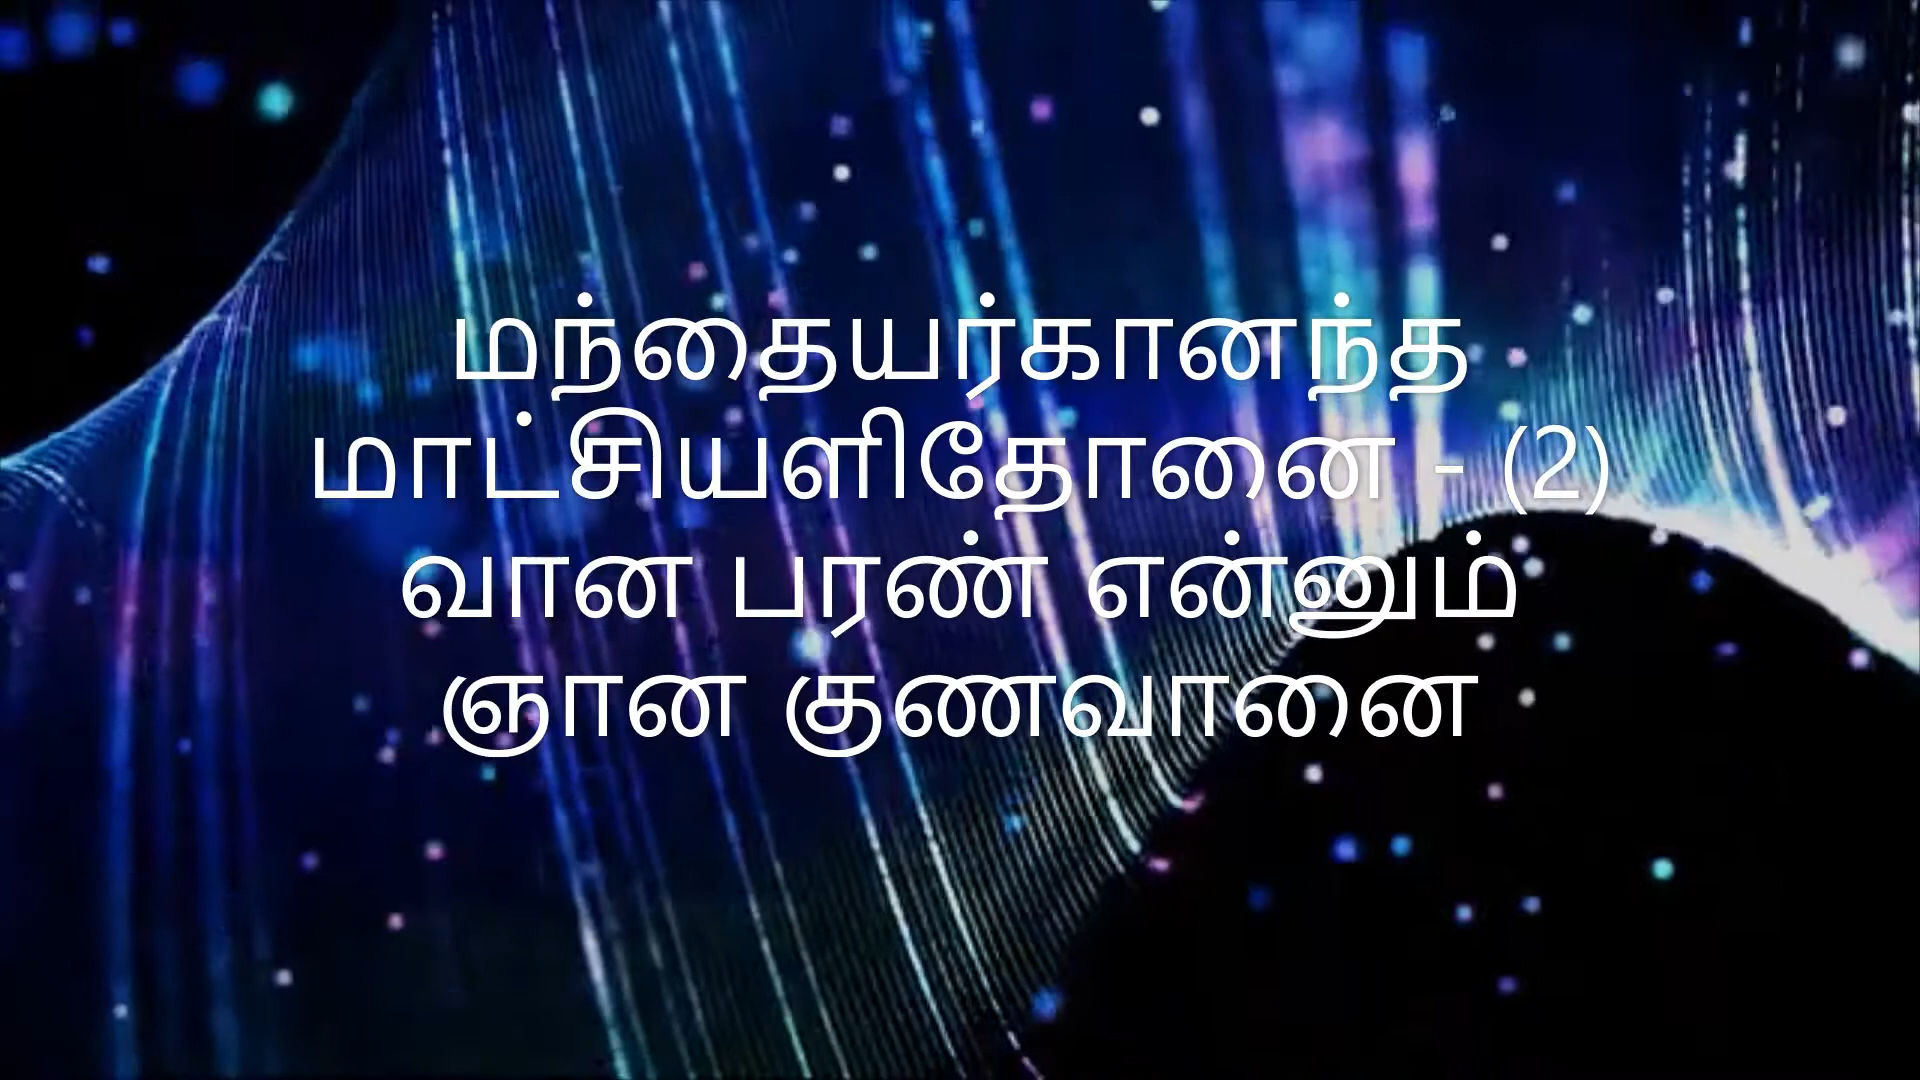 மந்தையர்கானந்த
மாட்சியளிதோனை - (2)
வான பரண் என்னும்
ஞான குணவானை